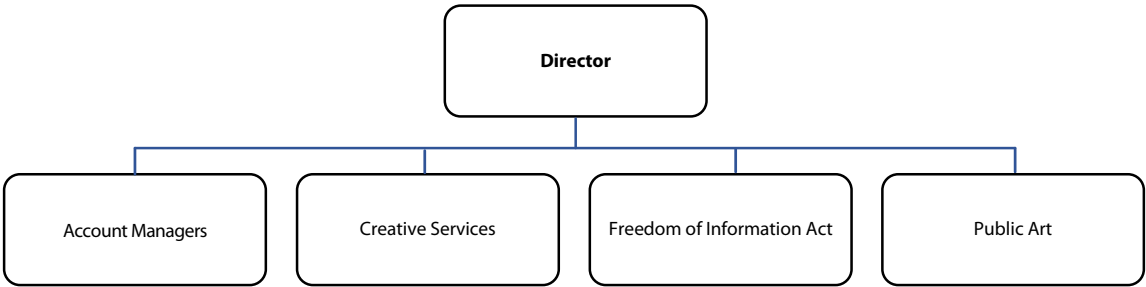 Director
Account Managers
Creative Services
Freedom of Information Act
Public Art